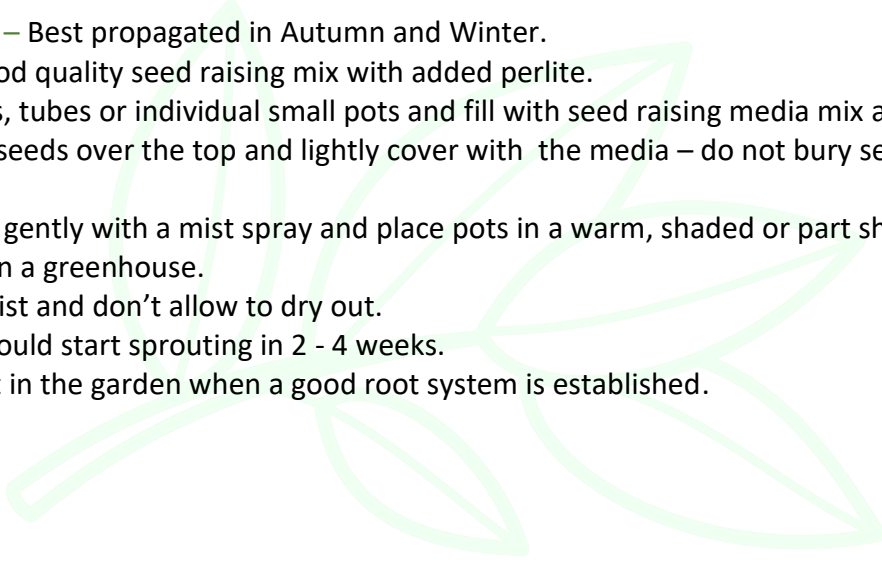 – Best propagated in Autumn and Winter.
od quality seed raising mix with added perlite.
s, tubes or individual small pots and fill with seed raising media mix a
seeds over the top and lightly cover with the media – do not bury se
gently with a mist spray and place pots in a warm, shaded or part sh
n a greenhouse.
ist and don’t allow to dry out.
ould start sprouting in 2 - 4 weeks.
t in the garden when a good root system is established.